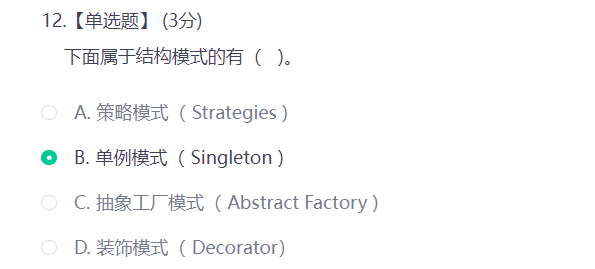 12.【单选题】 (3分)
下面属于结构模式的有（ ）。
A. 策略模式（ Strategies ）
B. 单例模式（ Singleton ）
C. 抽象工厂模式（ Abstract Factory ）
D. 装饰模式（ Decorator）